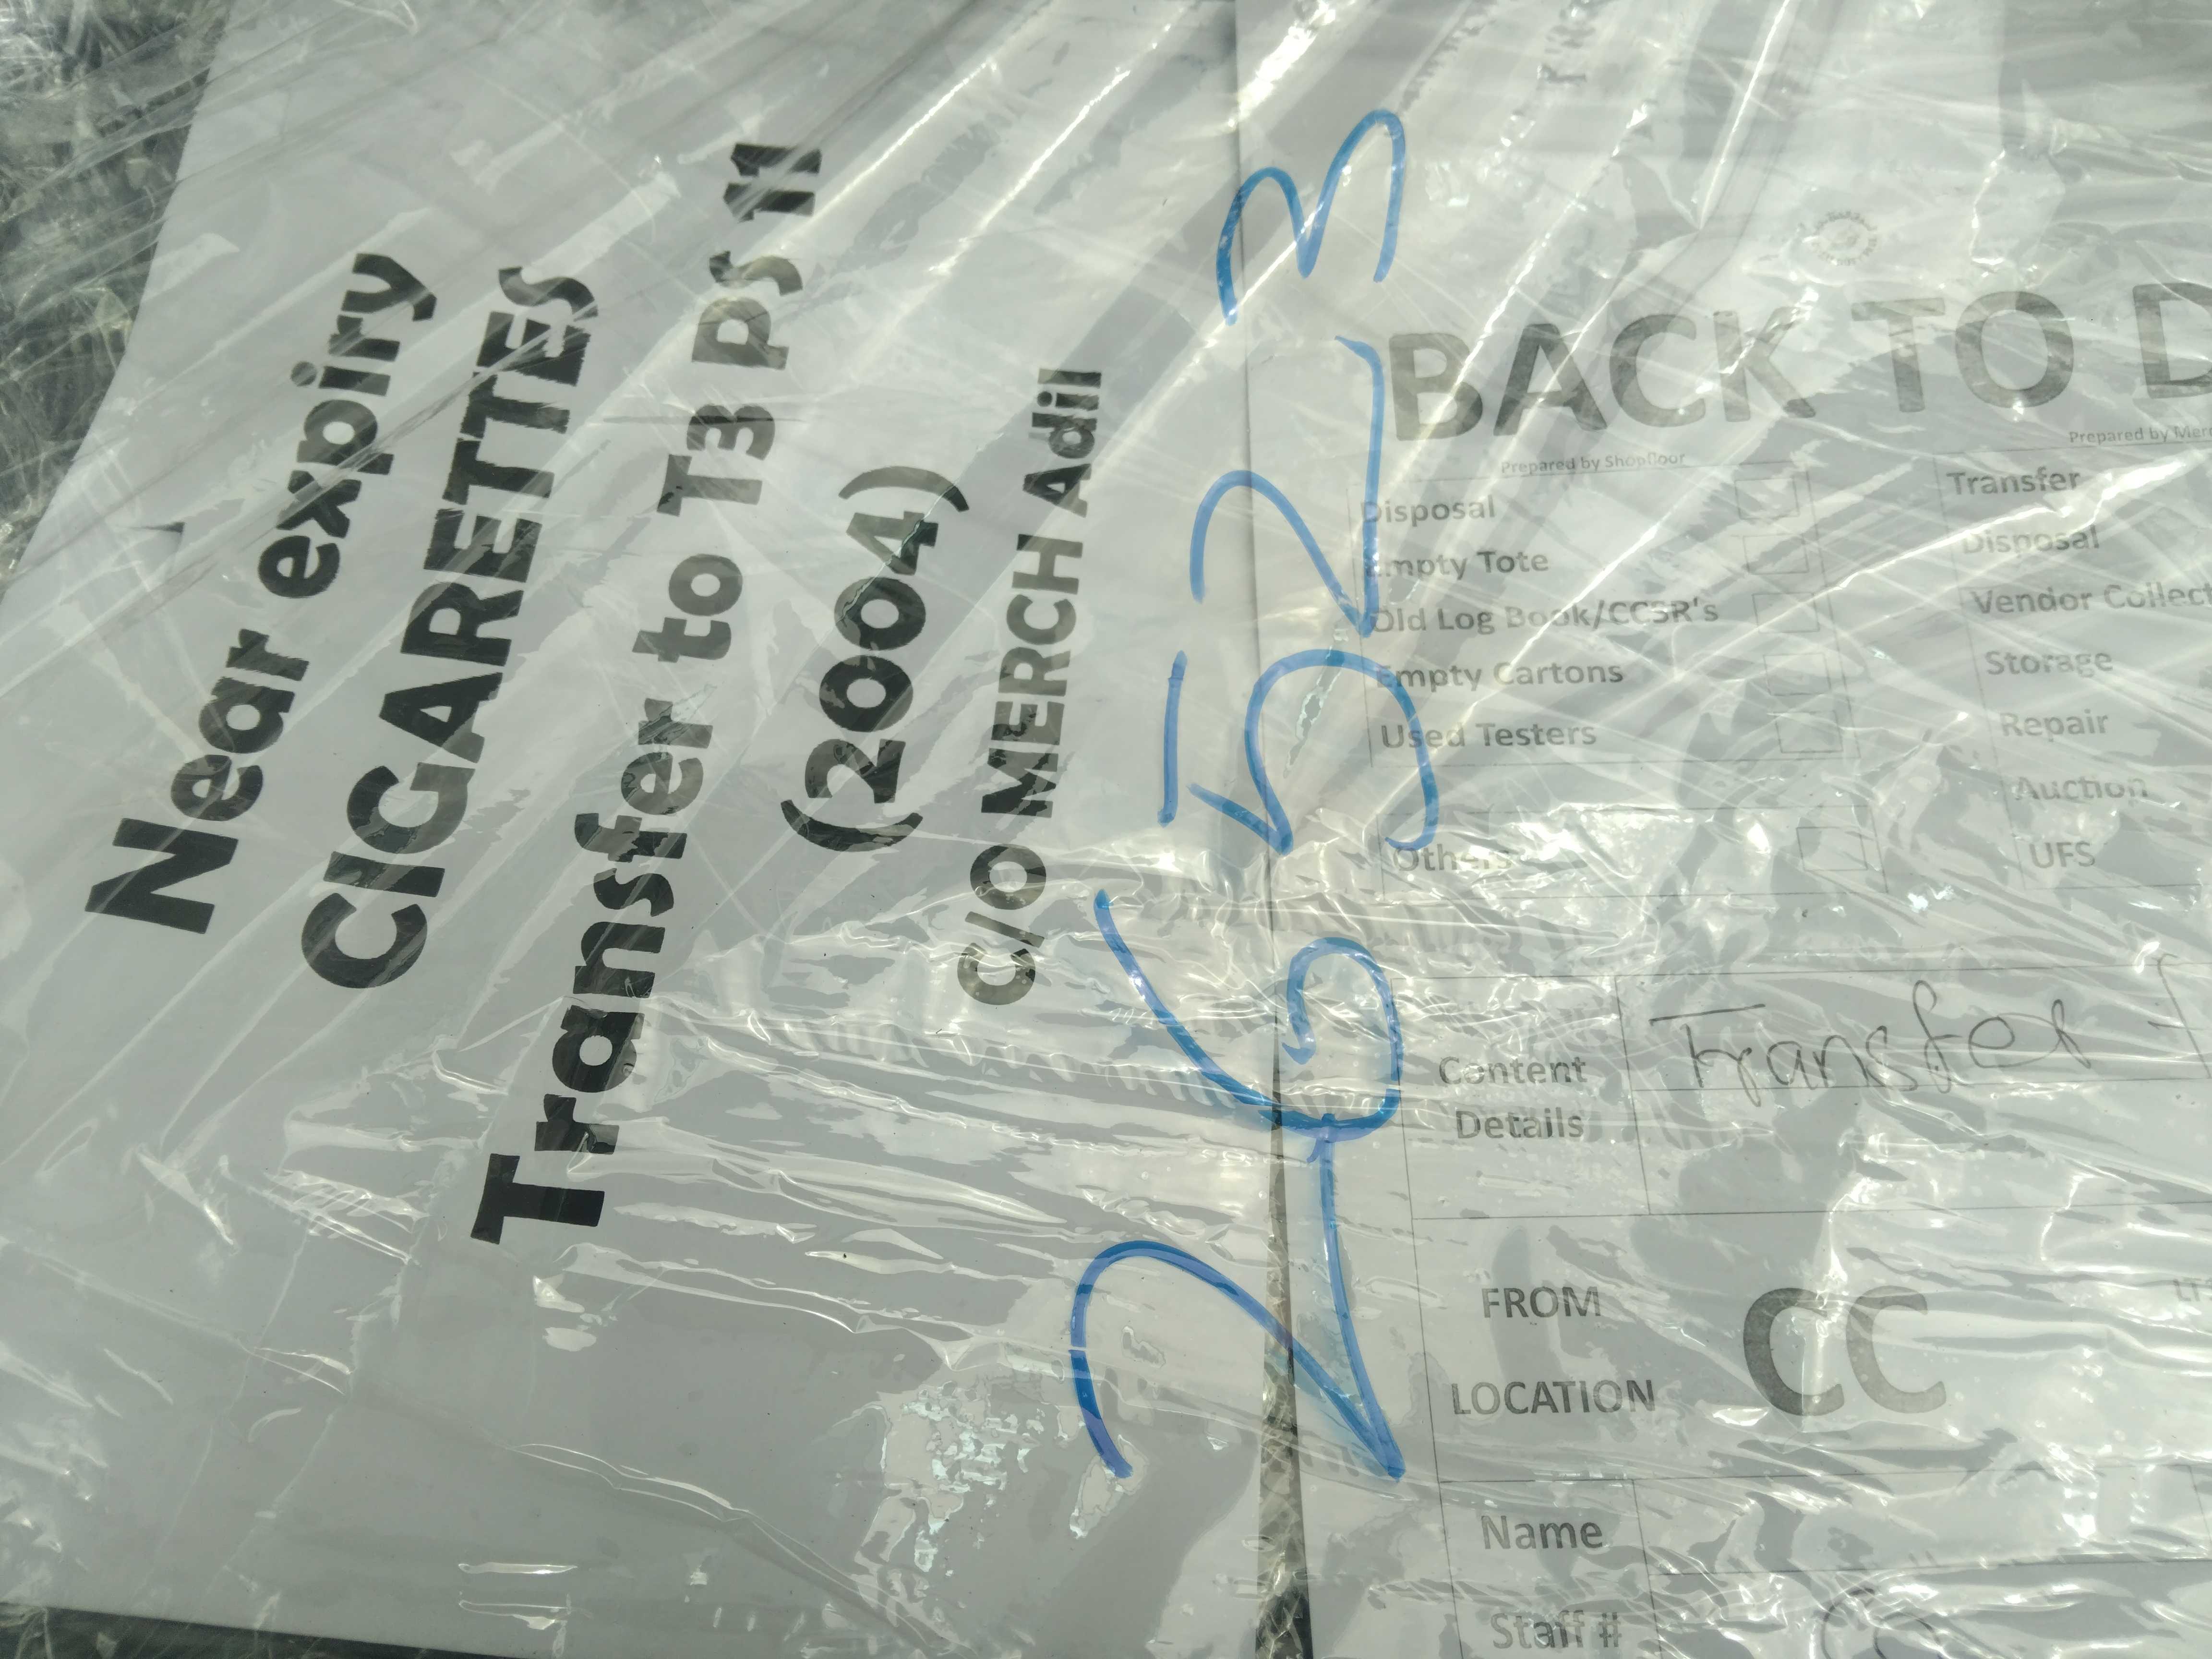 Near expiry
CIGARETTES
Transfer to T3 PS 11
(2004)
C/O MERCH Adil
26523
BACK TO D
Prepared by Shopfloor
Disposal
Empty Tote
Old Log Book/CCSR's
Empty Cartons
Used Testers
Others
Prepared by Merc
Transfer
Disposal
Vendor Collect
Storage
Repair
Auction
UFS
Content
Details
Transfer
FROM
LOCATION
CC
Name
Staff #